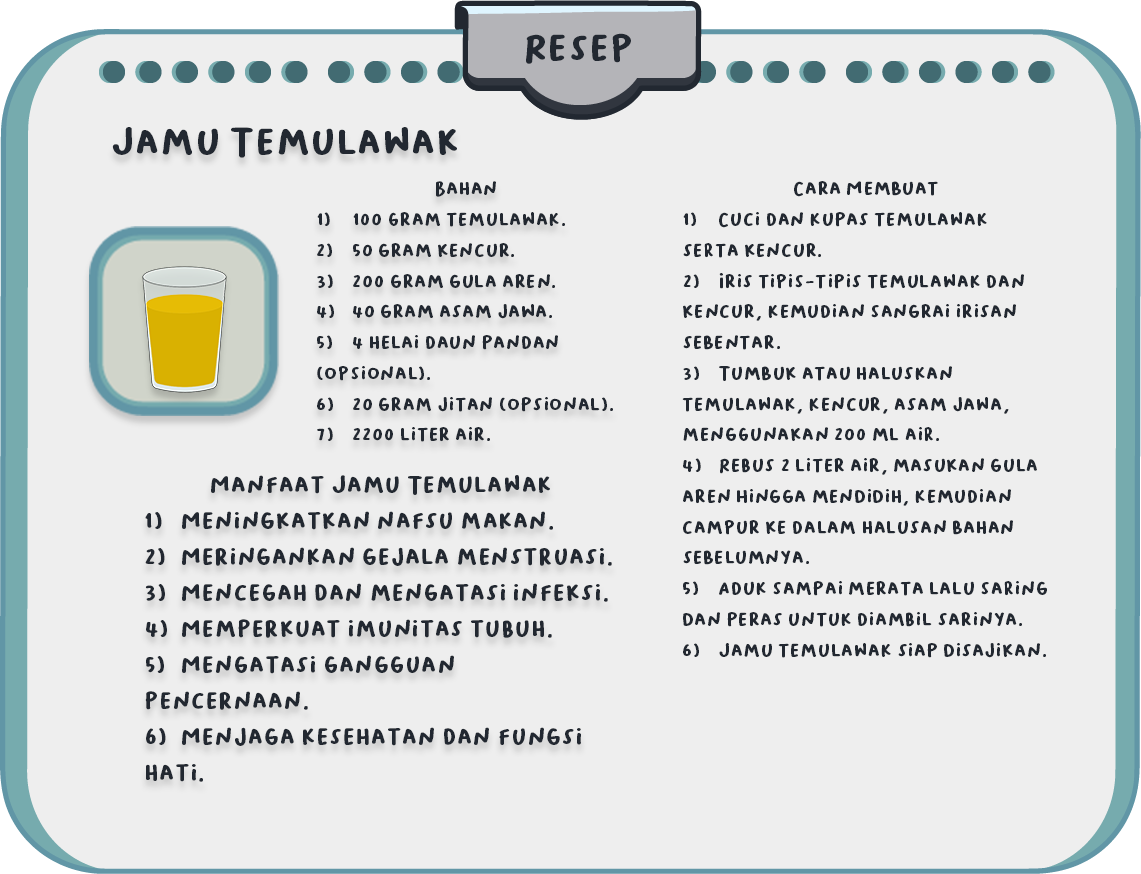 RESEP
JAMU TEMULAWAK
BAHAN
1) 100 GRAM TEMULAWAK.
2) 50 GRAM KENCUR.
3) 200 GRAM GULA AREN.
4) 40 GRAM ASAM JAWA.
5) 4 HELAi DAUN PANDAN
(OPSiONAL).
6) 20 GRAM JiTAN (OPSiONAL).
7) 2200 LiTER AiR.
MANFAAT JAMU TEMULAWAK
1) MENiNGKATKAN NAFSU MAKAN.
2) MERiNGANKAN GEJALA MENSTRUASi.
3) MENCEGAH DAN MENGATASi iNFEKSi.
4) MEMPERKUAT iMUNiTAS TUBUH.
5) MENGATASi GANGGUAN
PENCERNAAN.
6) MENJAGA KESEHATAN DAN FUNGSi
HATi.
CARA MEMBUAT
1) CUCi DAN KUPAS TEMULAWAK
SERTA KENCUR.
2) iRiS TiPiS-TiPiS TEMULAWAK DAN
KENCUR, KEMUDiAN SANGRAi iRiSAN
SEBENTAR.
3) TUMBUK ATAU HALUSKAN
TEMULAWAK, KENCUR, ASAM JAWA,
MENGGUNAKAN 200 ML AiR.
4) REBUS 2 LiTER AiR, MASUKAN GULA
AREN HiNGGA MENDiDiH, KEMUDiAN
CAMPUR KE DALAM HALUSAN BAHAN
SEBELUMNYA.
5) ADUK SAMPAi MERATA LALU SARiNG
DAN PERAS UNTUK DiAMBiL SARiNYA.
6) JAMU TEMULAWAK SiAP DiSAJiKAN.